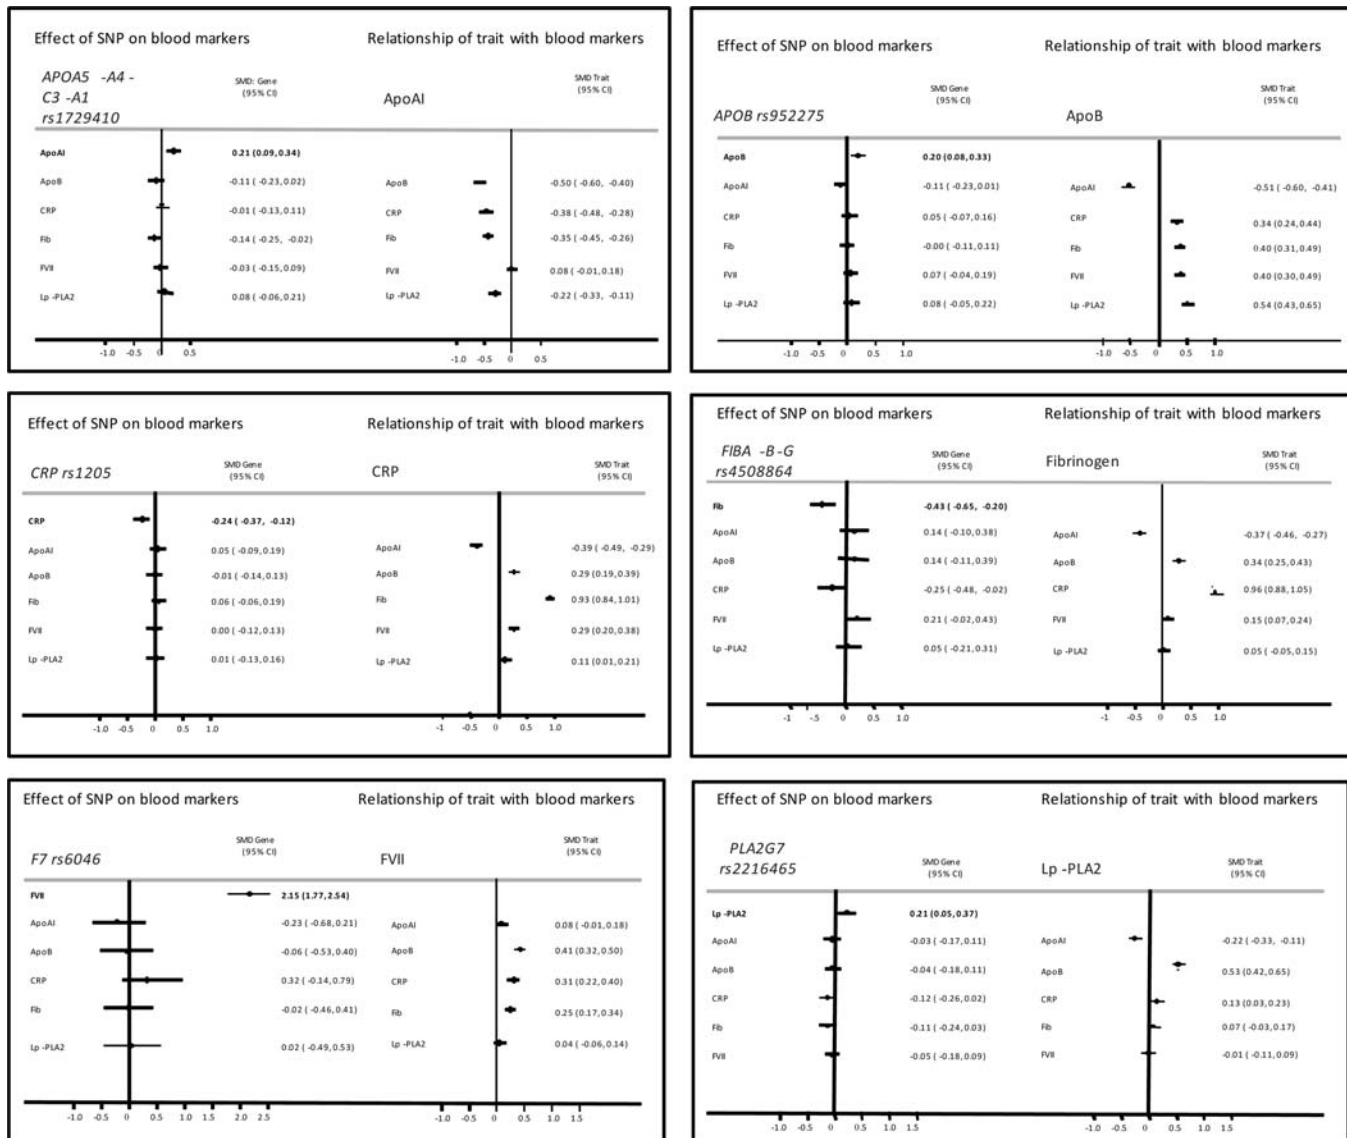 Effect of SNP on blood markers Relationship of trait with blood markers
APOA5 -A4 -
C3 -A1
rs1729410
SMD: Gene
(95% CI)
ApoAI
SMD Trait
(95% CI)
ApoAI 0.21 (0.09, 0.34)
ApoB -0.11 ( -0.23, 0.02) ApoB -0.50 ( -0.60, -0.40)
CRP -0.01 ( -0.13, 0.11) CRP -0.38 ( -0.48, -0.28)
Fib -0.14 ( -0.25, -0.02) Fib -0.35 ( -0.45, -0.26)
FVII -0.03 ( -0.15, 0.09) FVII 0.08 ( -0.01, 0.18)
Lp -PLA2 0.08 ( -0.06, 0.21) Lp -PLA2 -0.22 ( -0.33, -0.11)
-1.0 -0.5 0 0.5 -1.0 -0.5 0 0.5
Effect of SNP on blood markers Relationship of trait with blood markers
APOB rs952275
SMD Gene
(95% CI)
ApoB
SMD Trait
(95% CI)
ApoB 0.20 (0.08, 0.33)
ApoAI -0.11 ( -0.23, 0.01) ApoAI -0.51 ( -0.60, -0.41)
CRP 0.05 ( -0.07, 0.16) CRP 0.34 (0.24, 0.44)
Fib -0.00 ( -0.11, 0.11) Fib 0.40 (0.31, 0.49)
FVII 0.07 ( -0.04, 0.19) FVII 0.40 (0.30, 0.49)
Lp -PLA2 0.08 ( -0.05, 0.22) Lp -PLA2 0.54 (0.43, 0.65)
-1.0 -0.5 0 0.5 1.0 -1.0 -0.5 0 0.5 1.0
Effect of SNP on blood markers Relationship of trait with blood markers
CRP rs1205
SMD Gene
(95% CI)
CRP
SMD Trait
(95% CI)
CRP -0.24 ( -0.37, -0.12)
ApoAI 0.05 ( -0.09, 0.19) ApoAI -0.39 ( -0.49, -0.29)
ApoB -0.01 ( -0.14, 0.13) ApoB 0.29 (0.19, 0.39)
Fib 0.06 ( -0.06, 0.19) Fib 0.93 (0.84, 1.01)
FVII 0.00 ( -0.12, 0.13) FVII 0.29 (0.20, 0.38)
Lp -PLA2 0.01 ( -0.13, 0.16) Lp -PLA2 0.11 (0.01, 0.21)
-1.0 -0.5 0 0.5 1.0 -1 -0.5 0 0.5 1.0
Effect of SNP on blood markers Relationship of trait with blood markers
FIBA -B -G
rs4508864
SMD Gene
(95% CI)
Fibrinogen
SMD Trait
(95% CI)
Fib -0.43 ( -0.65, -0.20)
ApoAI 0.14 ( -0.10, 0.38) ApoAI -0.37 ( -0.46, -0.27)
ApoB 0.14 ( -0.11, 0.39) ApoB 0.34 (0.25, 0.43)
CRP -0.25 ( -0.48, -0.02) CRP 0.96 (0.88, 1.05)
FVII 0.21 ( -0.02, 0.43) FVII 0.15 (0.07, 0.24)
Lp -PLA2 0.05 ( -0.21, 0.31) Lp -PLA2 0.05 ( -0.05, 0.15)
-1 -.5 0 0.5 1.0 -1 -0.5 0 0.5 1.0
Effect of SNP on blood markers Relationship of trait with blood markers
F7 rs6046
SMD Gene
(95% CI)
FVII
SMD Trait
(95% CI)
FVII 2.15 (1.77, 2.54)
ApoAI -0.23 ( -0.68, 0.21) ApoAI 0.08 ( -0.01, 0.18)
ApoB -0.06 ( -0.53, 0.40) ApoB 0.41 (0.32, 0.50)
CRP 0.32 ( -0.14, 0.79) CRP 0.31 (0.22, 0.40)
Fib -0.02 ( -0.46, 0.41) Fib 0.25 (0.17, 0.34)
Lp -PLA2 0.02 ( -0.49, 0.53) Lp -PLA2 0.04 ( -0.06, 0.14)
-1.0 -0.5 0 0.5 1.0 1.5 2.0 2.5 -1.0 -0.5 0 0.5 1.0 1.5
Effect of SNP on blood markers Relationship of trait with blood markers
PLA2G7
rs2216465
SMD Gene
(95% CI)
Lp -PLA2
SMD Trait
(95% CI)
Lp -PLA2 0.21 (0.05, 0.37)
ApoAI -0.03 ( -0.17, 0.11) ApoAI -0.22 ( -0.33, -0.11)
ApoB -0.04 ( -0.18, 0.11) ApoB 0.53 (0.42, 0.65)
CRP -0.12 ( -0.26, 0.02) CRP 0.13 (0.03, 0.23)
Fib -0.11 ( -0.24, 0.03) Fib 0.07 ( -0.03, 0.17)
FVII -0.05 ( -0.18, 0.09) FVII -0.01 ( -0.11, 0.09)
-1.0 -0.5 0 0.5 1.0 1.5 -1.0 -0.5 0 0.5 1.0 1.5